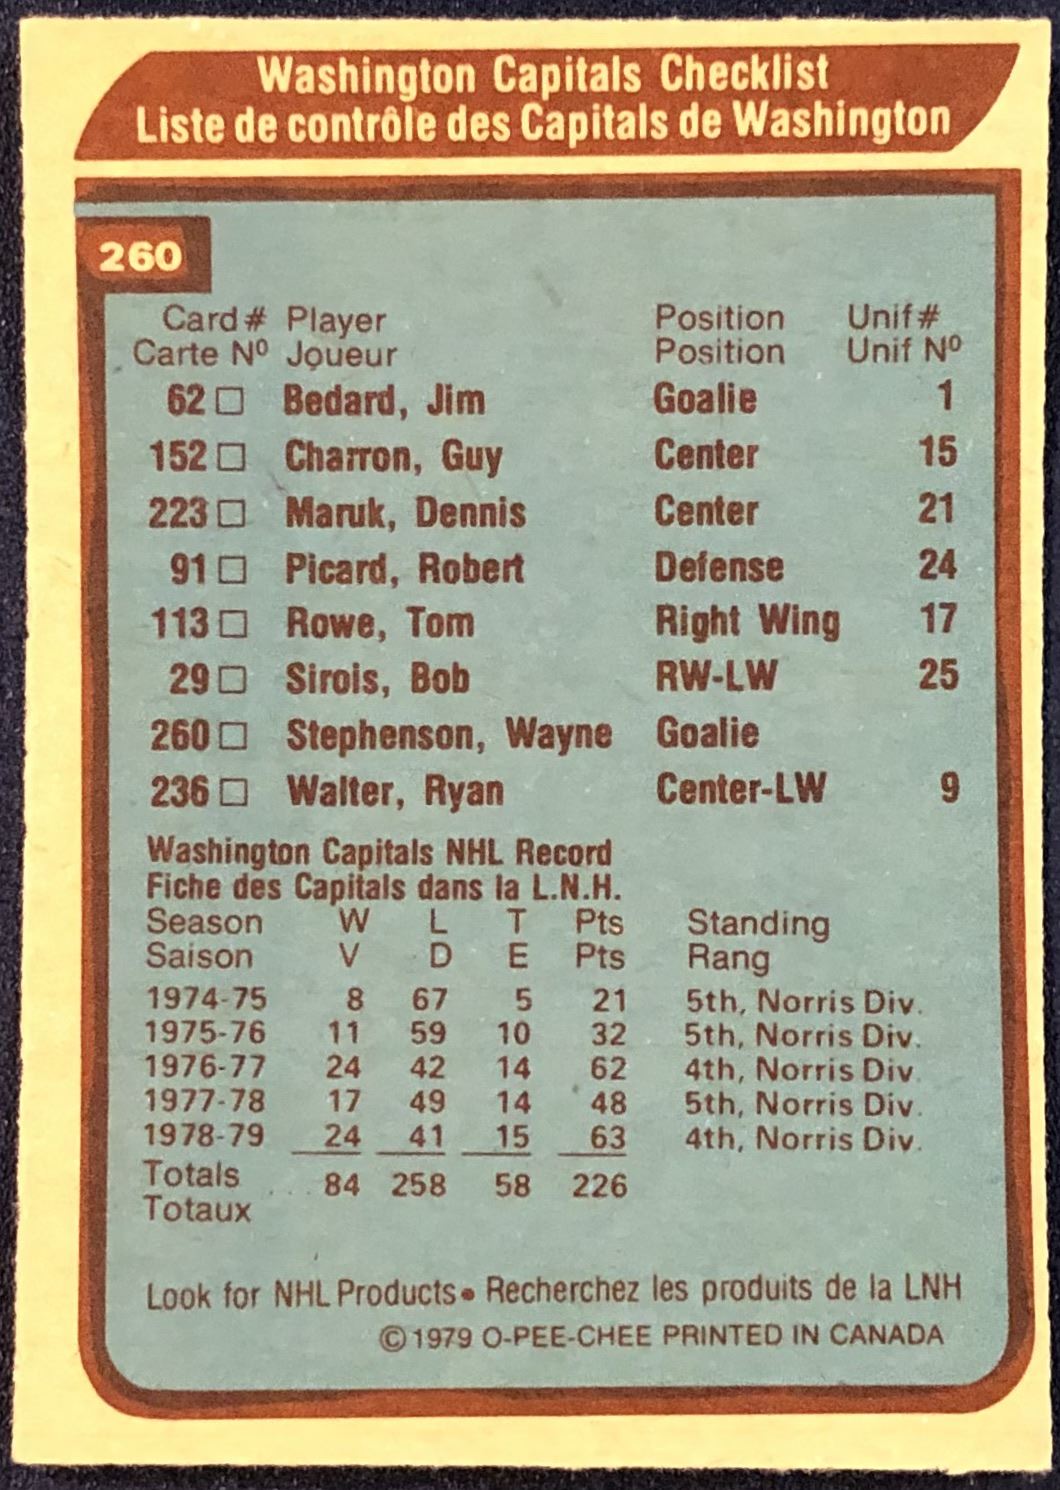 Washington Capitals Checklist
Liste de contrôle des Capitals de Washington
260
Card # Player Position Unif #
Carte Nº Joueur Position Unif Nº
62 □ Bedard, Jim Goalie 1
152 □ Charron, Guy Center 15
223 □ Maruk, Dennis Center 21
91 □ Picard, Robert Defense 24
113 □ Rowe, Tom Right Wing 17
29 □ Sirois, Bob RW-LW 25
260 □ Stephenson, Wayne Goalie
236 □ Walter, Ryan Center-LW 9
Washington Capitals NHL Record
Fiche des Capitals dans la L.N.H.
Season W L T Pts Standing
Saison V D E Pts Rang
1974-75 8 67 5 21 5th, Norris Div.
1975-76 11 59 10 32 5th, Norris Div.
1976-77 24 42 14 62 4th, Norris Div.
1977-78 17 49 14 48 5th, Norris Div.
1978-79 24 41 15 63 4th, Norris Div.
Totals ... 84 258 58 226
Totaux
Look for NHL Products • Recherchez les produits de la LNH
© 1979 O-PEE-CHEE PRINTED IN CANADA